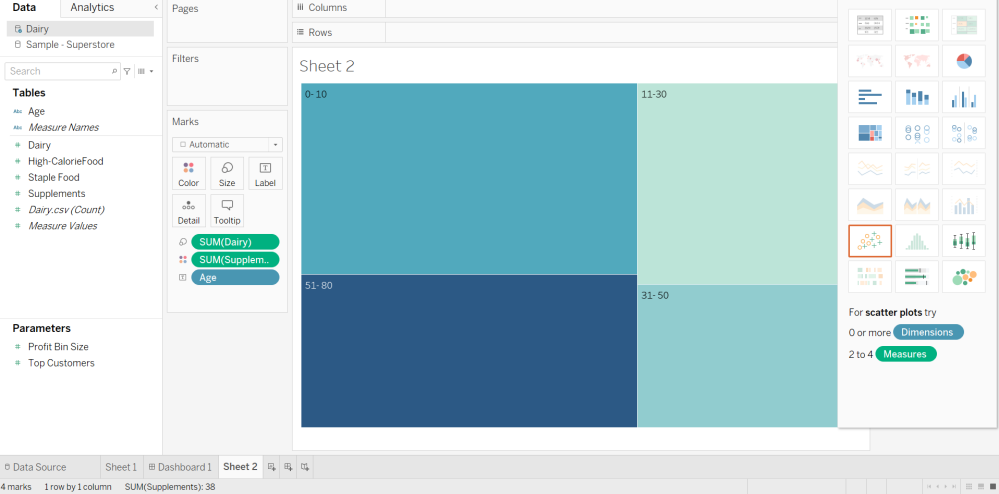 Data Analytics
Dairy
Sample - Superstore
Search
Tables
Abc Age
Abc Measure Names
# Dairy
# High-CalorieFood
# Staple Food
# Supplements
# Dairy.csv (Count)
# Measure Values
Parameters
# Profit Bin Size
# Top Customers
Pages
Filters
Marks
Automatic
Color Size Label
Detail Tooltip
SUM(Dairy)
SUM(Supplem..
Age
Columns
Rows
Sheet 2
0- 10
11-30
51- 80
31- 50
For scatter plots try
0 or more Dimensions
2 to 4 Measures
Data Source Sheet 1 Dashboard 1 Sheet 2
4 marks 1 row by 1 column SUM(Supplements): 38